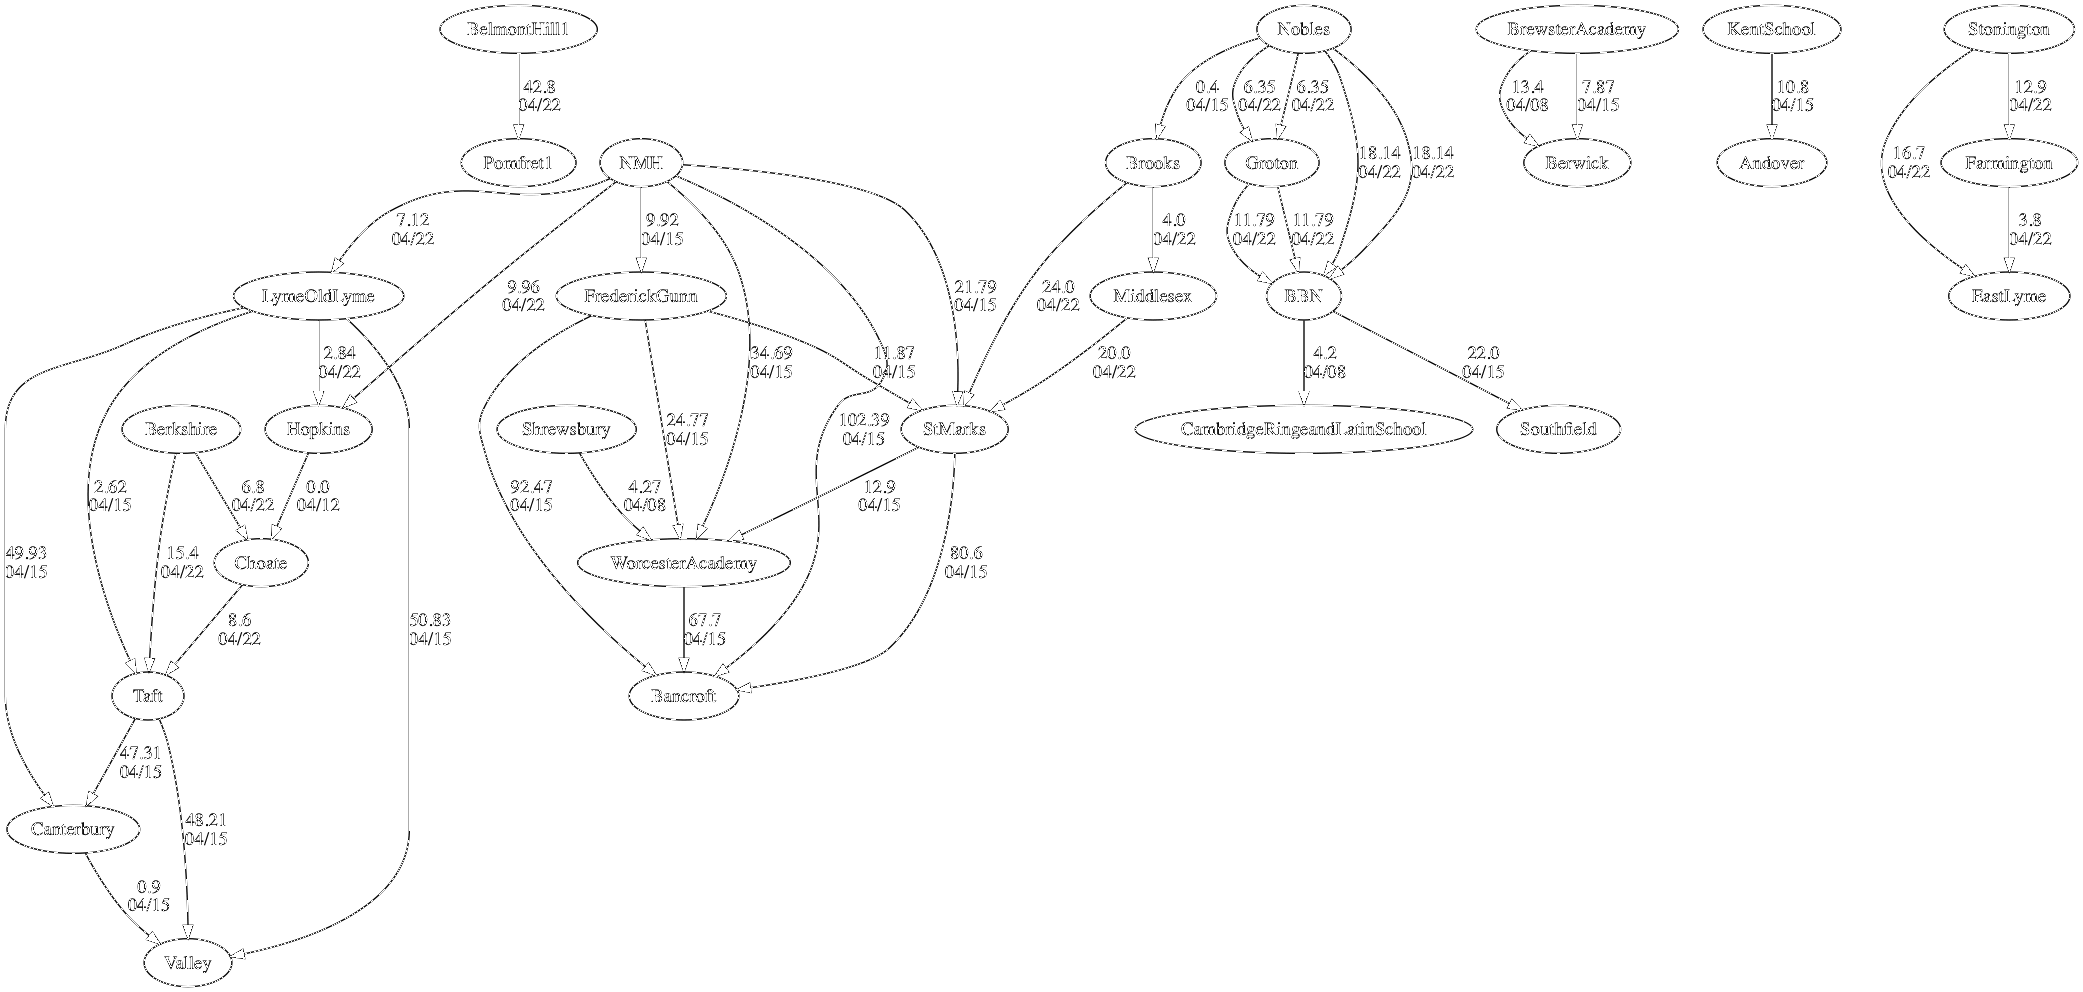 BelmontHill1
Nobles
BrewsterAcademy
KentSchool
Stonington
42.8
04/22
0.4
04/15
6.35
04/22
6.35
04/22
13.4
04/08
7.87
04/15
10.8
04/15
12.9
04/22
Pomfret1
NMH
Brooks
Groton
18.14
04/22
18.14
04/22
Berwick
Andover
16.7
04/22
Farmington
7.12
04/22
9.92
04/15
4.0
04/22
11.79
04/22
11.79
04/22
3.8
04/22
LymeOldLyme
9.96
04/22
FrederickGunn
21.79
04/15
24.0
04/22
Middlesex
BBN
EastLyme
2.84
04/22
34.69
04/15
11.87
04/15
20.0
04/22
4.2
04/08
22.0
04/15
Berkshire
Hopkins
Shrewsbury
24.77
04/15
102.39
04/15
StMarks
CambridgeRingeandLatinSchool
Southfield
2.62
04/15
6.8
04/22
0.0
04/12
92.47
04/15
4.27
04/08
12.9
04/15
49.93
04/15
15.4
04/22
Choate
WorcesterAcademy
80.6
04/15
8.6
04/22
50.83
04/15
67.7
04/15
Taft
Bancroft
47.31
04/15
Canterbury
48.21
04/15
0.9
04/15
Valley